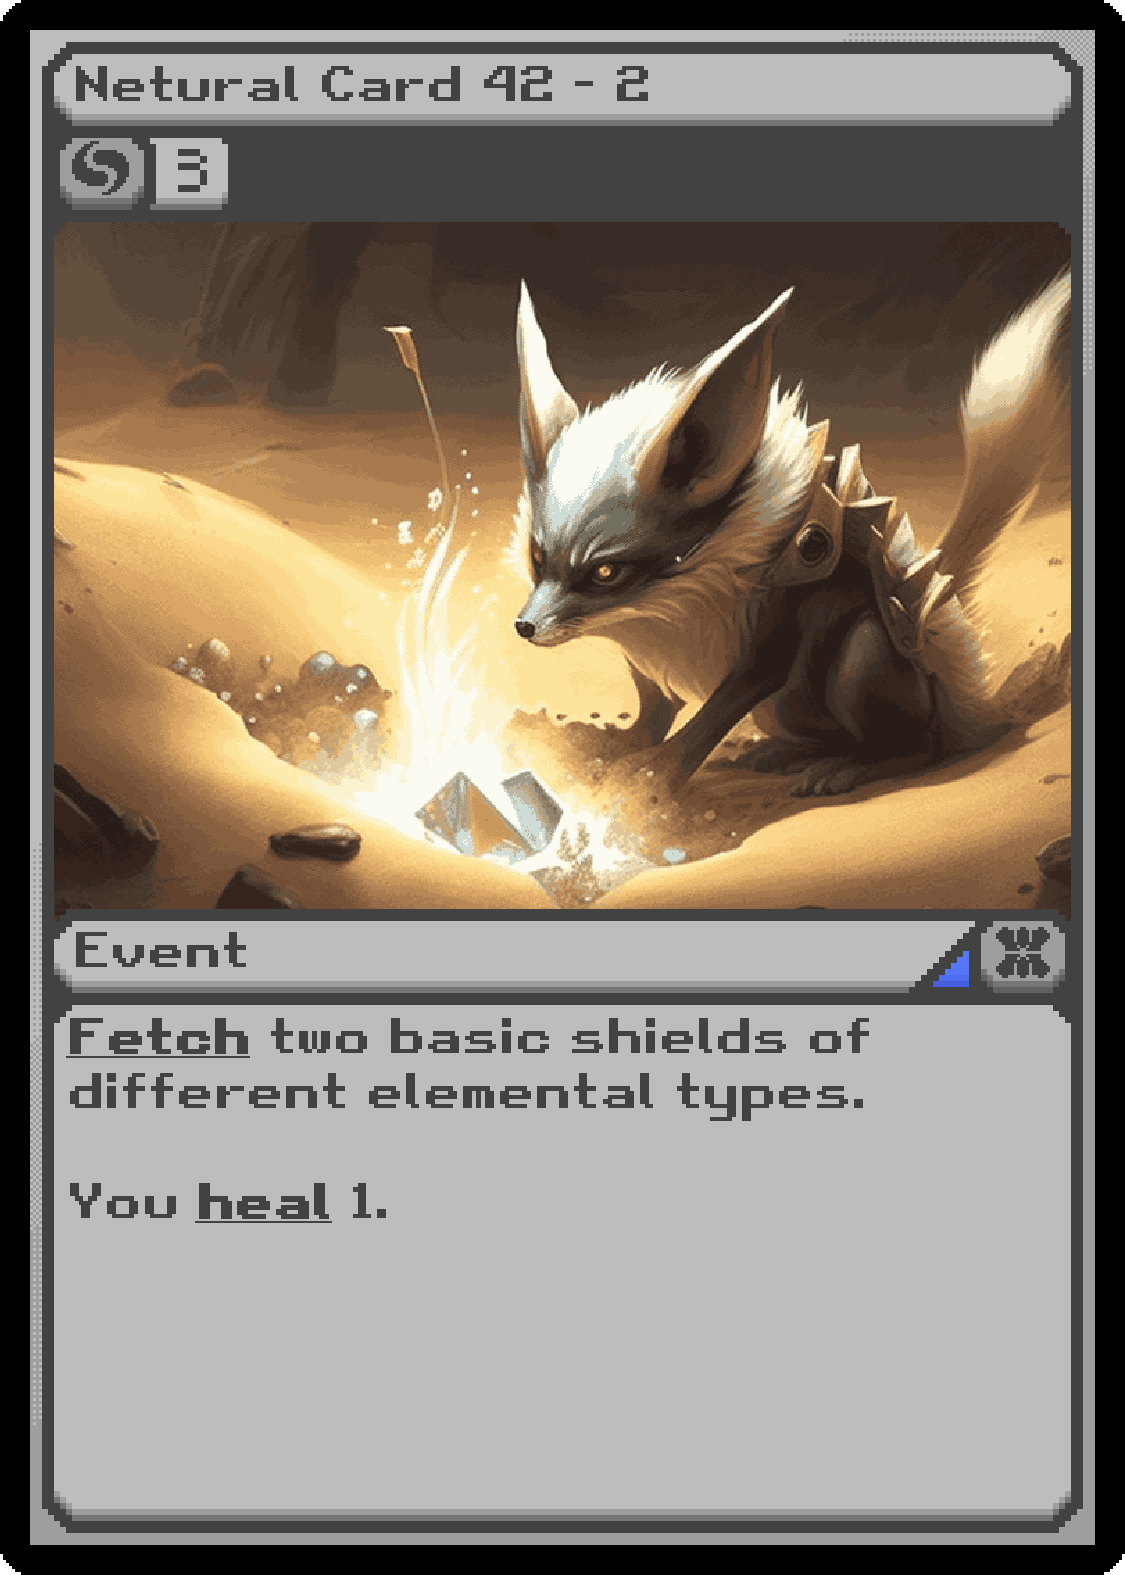 Netural Card 42 - 2
3
Event
Fetch two basic shields of
different elemental types.
You heal 1.